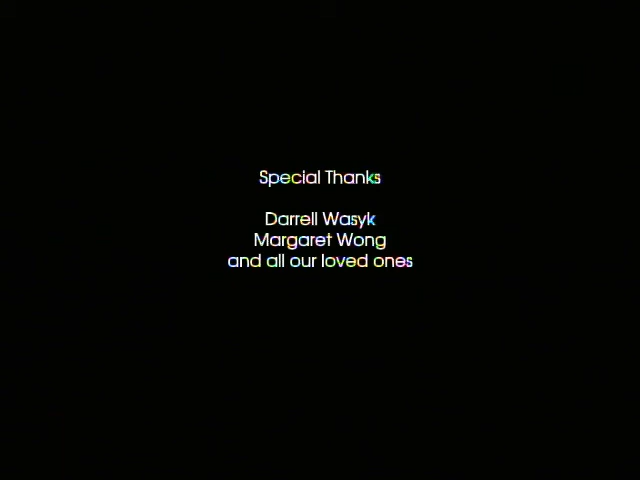 Special Thanks
Darrell Wasyk
Margaret Wong
and all our loved ones